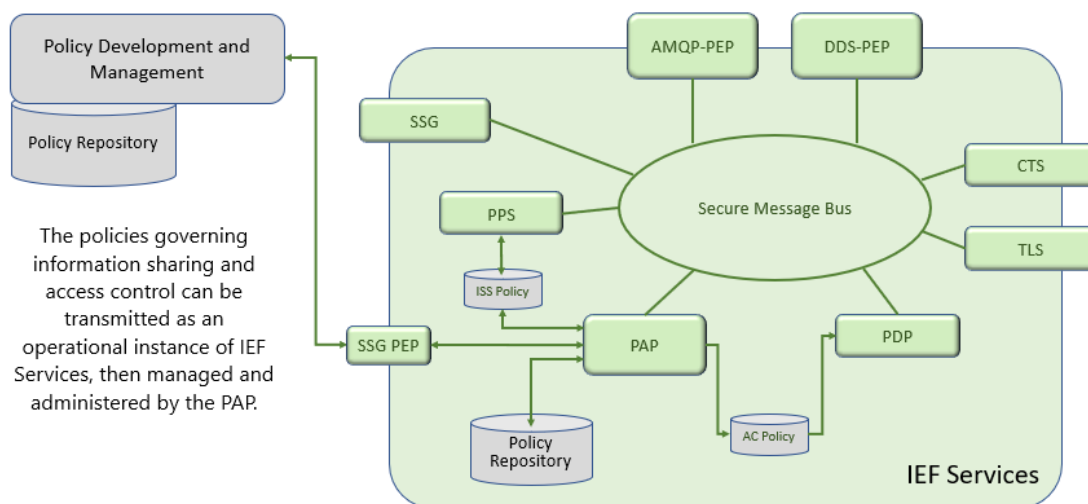 Policy Development and
Management
Policy Repository
The policies governing
information sharing and
access control can be
transmitted as an
operational instance of IEF
Services, then managed and
administered by the PAP.
AMQP-PEP
DDS-PEP
SSG
CTS
PPS
Secure Message Bus
TLS
ISS Policy
SSG PEP
PAP
PDP
AC Policy
Policy
Repository
IEF Services